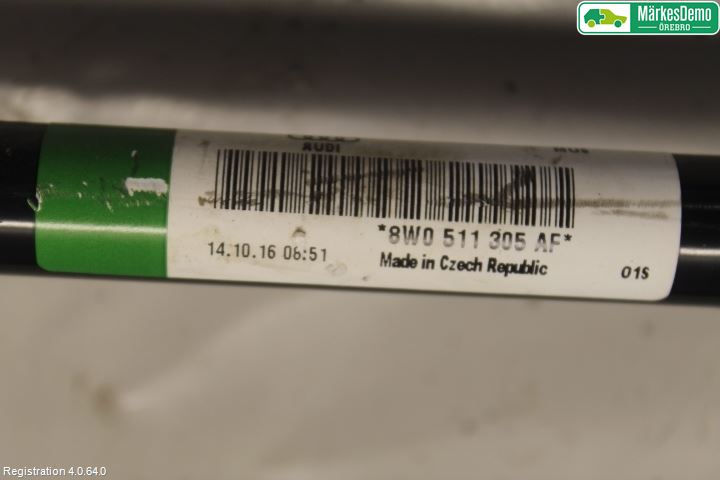 MärkesDemo
ÖREBRO
AUDI
*8W0 511 305 AF*
14.10.16 06:51
Made in Czech Republic
01S
Registration 4.0.64.0